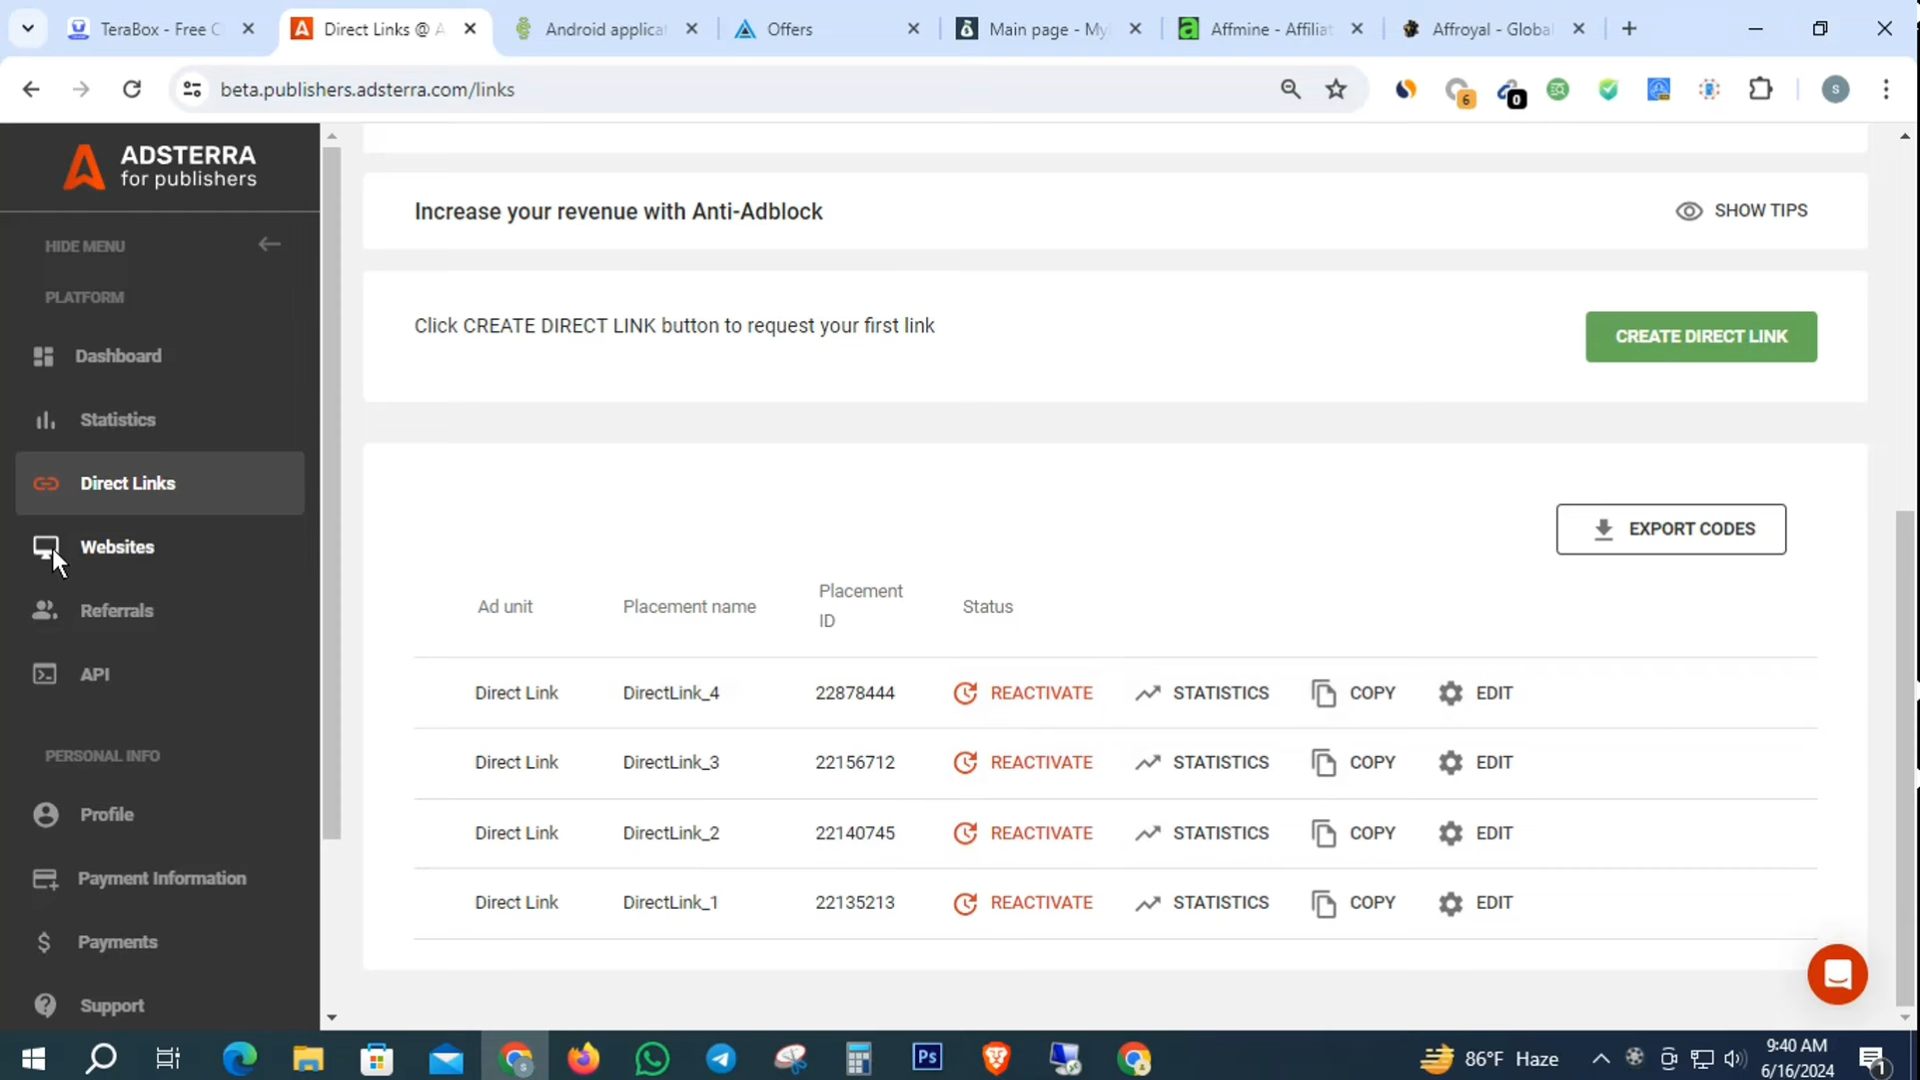 TeraBox - Free C
Direct Links @ A
Android applicat
Offers
Main page - My
Affmine - Affiliat
Affroyal - Global
beta.publishers.adsterra.com/links
6
0
S
ADSTERRA
for publishers
HIDE MENU
PLATFORM
Dashboard
Statistics
Direct Links
Websites
Referrals
API
PERSONAL INFO
Profile
Payment Information
Payments
Support
Increase your revenue with Anti-Adblock
SHOW TIPS
Click CREATE DIRECT LINK button to request your first link
CREATE DIRECT LINK
EXPORT CODES
Ad unit Placement name Placement ID Status
Direct Link DirectLink_4 22878444 REACTIVATE STATISTICS COPY EDIT
Direct Link DirectLink_3 22156712 REACTIVATE STATISTICS COPY EDIT
Direct Link DirectLink_2 22140745 REACTIVATE STATISTICS COPY EDIT
Direct Link DirectLink_1 22135213 REACTIVATE STATISTICS COPY EDIT
Ps
86°F Haze
9:40 AM
6/16/2024
1